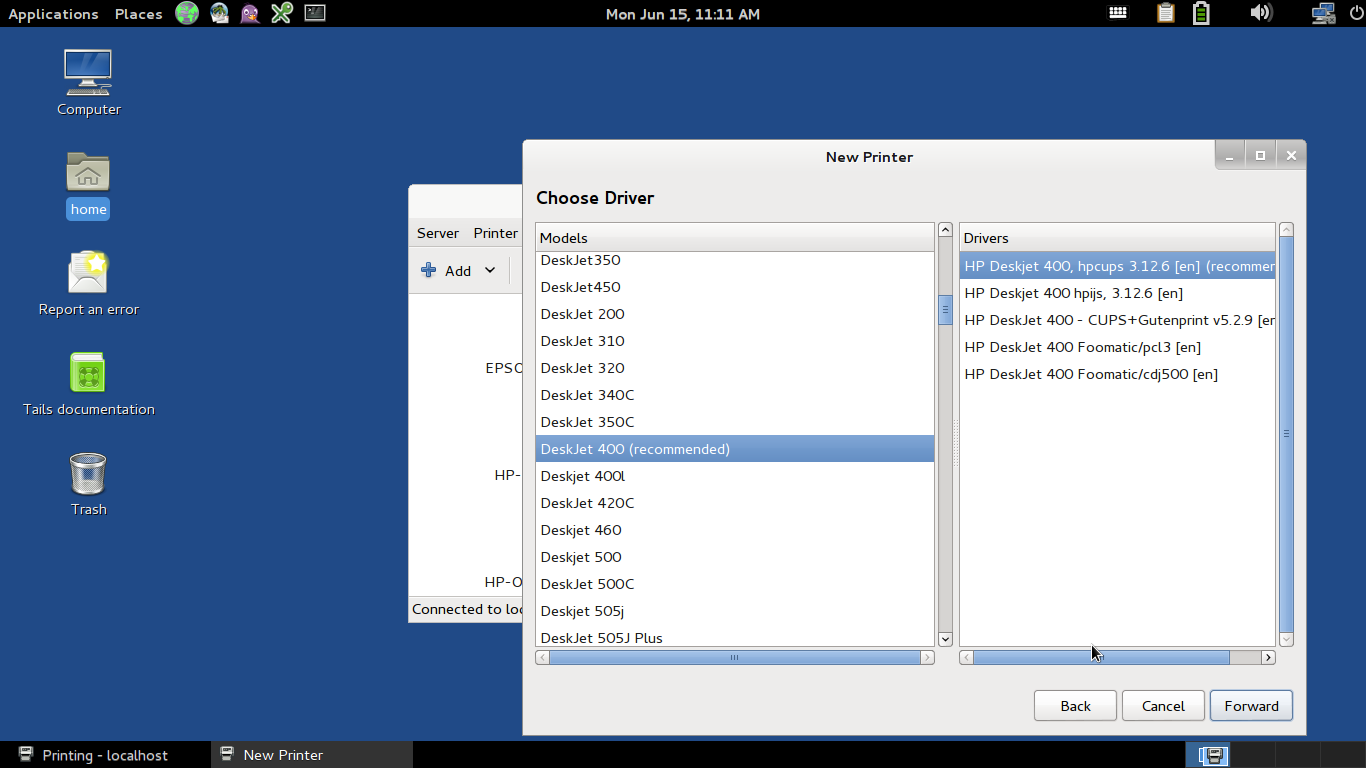 Applications Places Mon Jun 15, 11:11 AM
Computer
home
Report an error
Tails documentation
Trash
Server Printer
Add
EPSO
HP-
HP-O
Connected to loc
New Printer
Choose Driver
Models
DeskJet350
DeskJet450
DeskJet 200
DeskJet 310
DeskJet 320
DeskJet 340C
DeskJet 350C
DeskJet 400 (recommended)
Deskjet 400l
DeskJet 420C
Deskjet 460
Deskjet 500
DeskJet 500C
Deskjet 505j
DeskJet 505J Plus
Drivers
HP Deskjet 400, hpcups 3.12.6 [en] (recommer
HP Deskjet 400 hpijs, 3.12.6 [en]
HP DeskJet 400 - CUPS+Gutenprint v5.2.9 [er
HP DeskJet 400 Foomatic/pcl3 [en]
HP DeskJet 400 Foomatic/cdj500 [en]
Back Cancel Forward
Printing - localhost New Printer